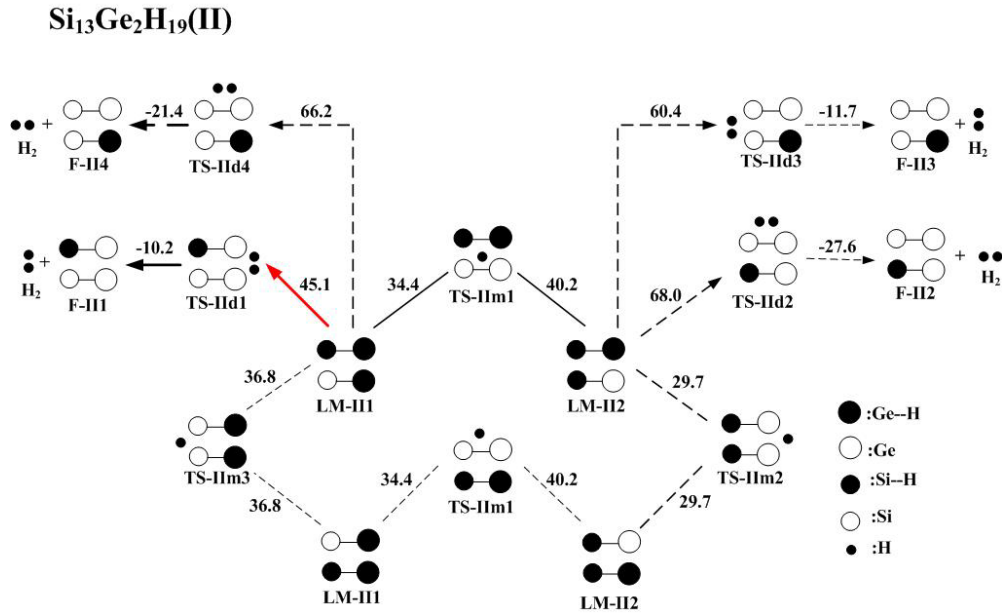 Si₁₃Ge₂H₁₉(II)
-21.4
66.2
60.4
-11.7
+
+
H₂
F-II4
TS-IId4
TS-IId3
F-II3
H₂
-10.2
45.1
34.4
TS-IIm1
40.2
68.0
-27.6
+
+
H₂
F-II1
TS-IId1
TS-IId2
F-II2
H₂
36.8
LM-II1
LM-II2
29.7
TS-IIm3
34.4
TS-IIm1
40.2
TS-IIm2
36.8
29.7
LM-II1
LM-II2
:Ge--H
:Ge
:Si--H
:Si
:H